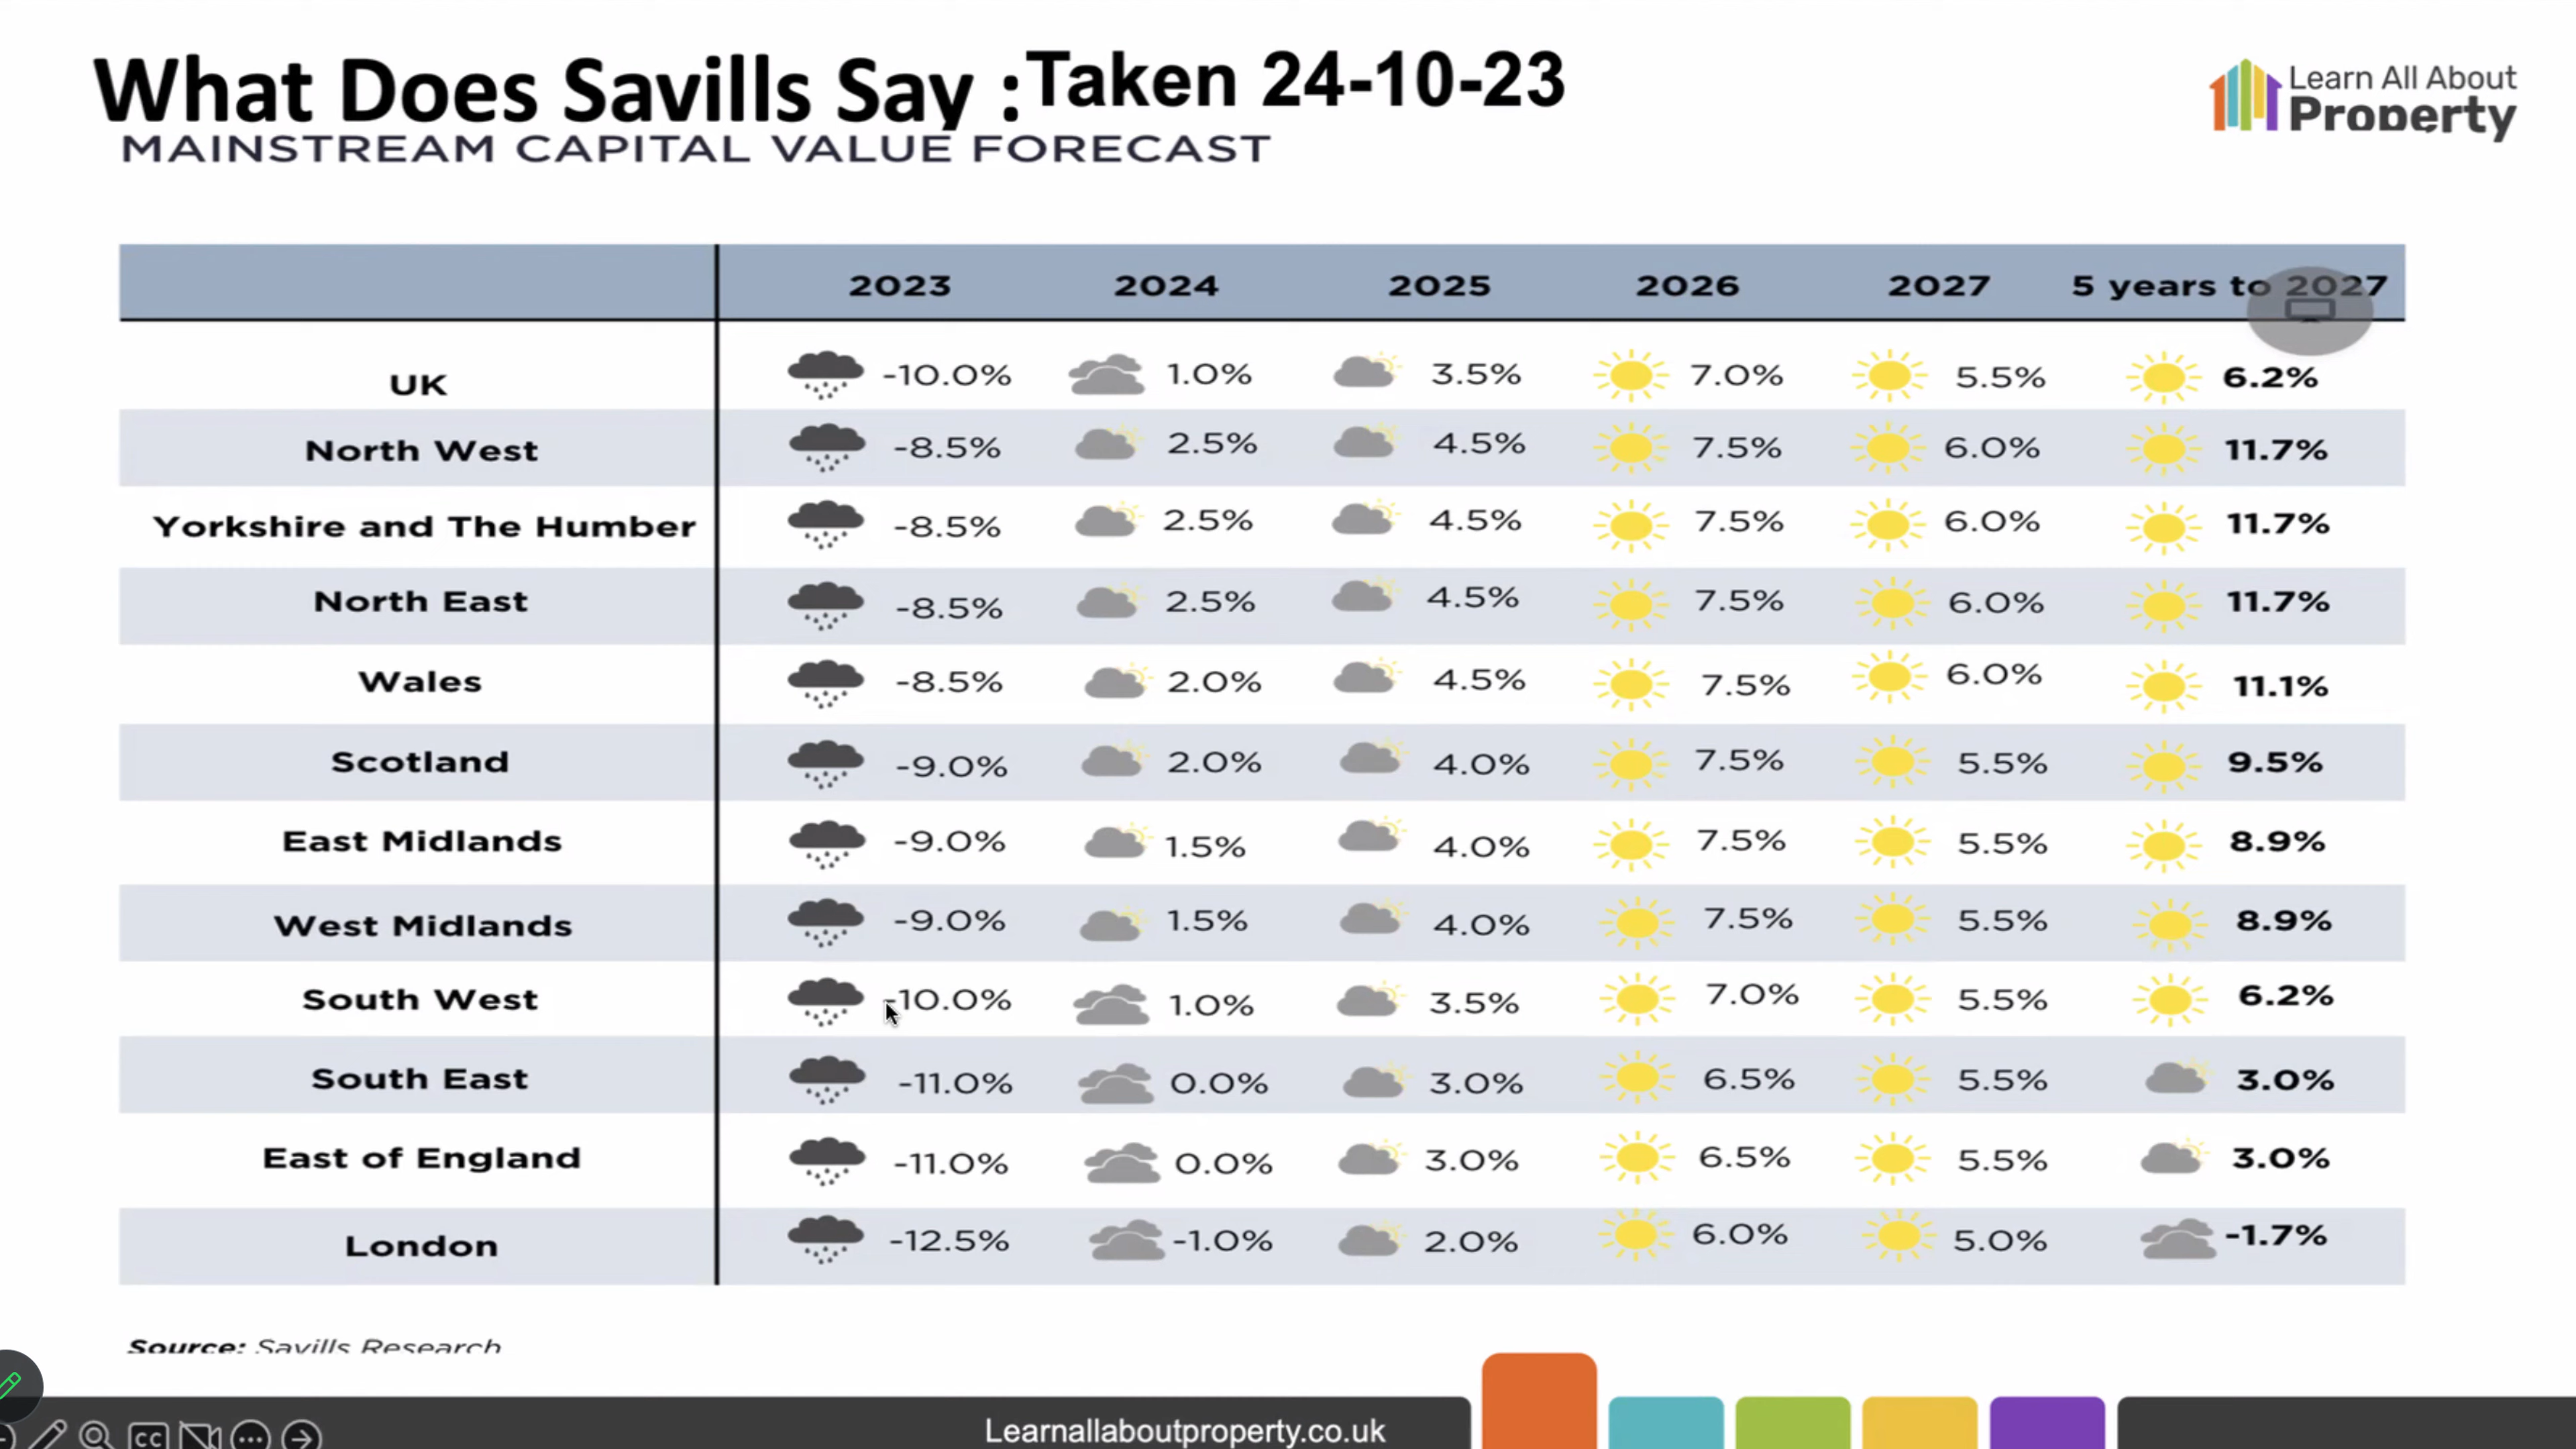 What Does Savills Say : Taken 24-10-23
Learn All About
Property
MAINSTREAM CAPITAL VALUE FORECAST
2023 2024 2025 2026 2027 5 years to 2027
UK -10.0% 1.0% 3.5% 7.0% 5.5% 6.2%
North West -8.5% 2.5% 4.5% 7.5% 6.0% 11.7%
Yorkshire and The Humber -8.5% 2.5% 4.5% 7.5% 6.0% 11.7%
North East -8.5% 2.5% 4.5% 7.5% 6.0% 11.7%
Wales -8.5% 2.0% 4.5% 7.5% 6.0% 11.1%
Scotland -9.0% 2.0% 4.0% 7.5% 5.5% 9.5%
East Midlands -9.0% 1.5% 4.0% 7.5% 5.5% 8.9%
West Midlands -9.0% 1.5% 4.0% 7.5% 5.5% 8.9%
South West -10.0% 1.0% 3.5% 7.0% 5.5% 6.2%
South East -11.0% 0.0% 3.0% 6.5% 5.5% 3.0%
East of England -11.0% 0.0% 3.0% 6.5% 5.5% 3.0%
London -12.5% -1.0% 2.0% 6.0% 5.0% -1.7%
Source: Savills Research
CC
Learnallaboutproperty.co.uk